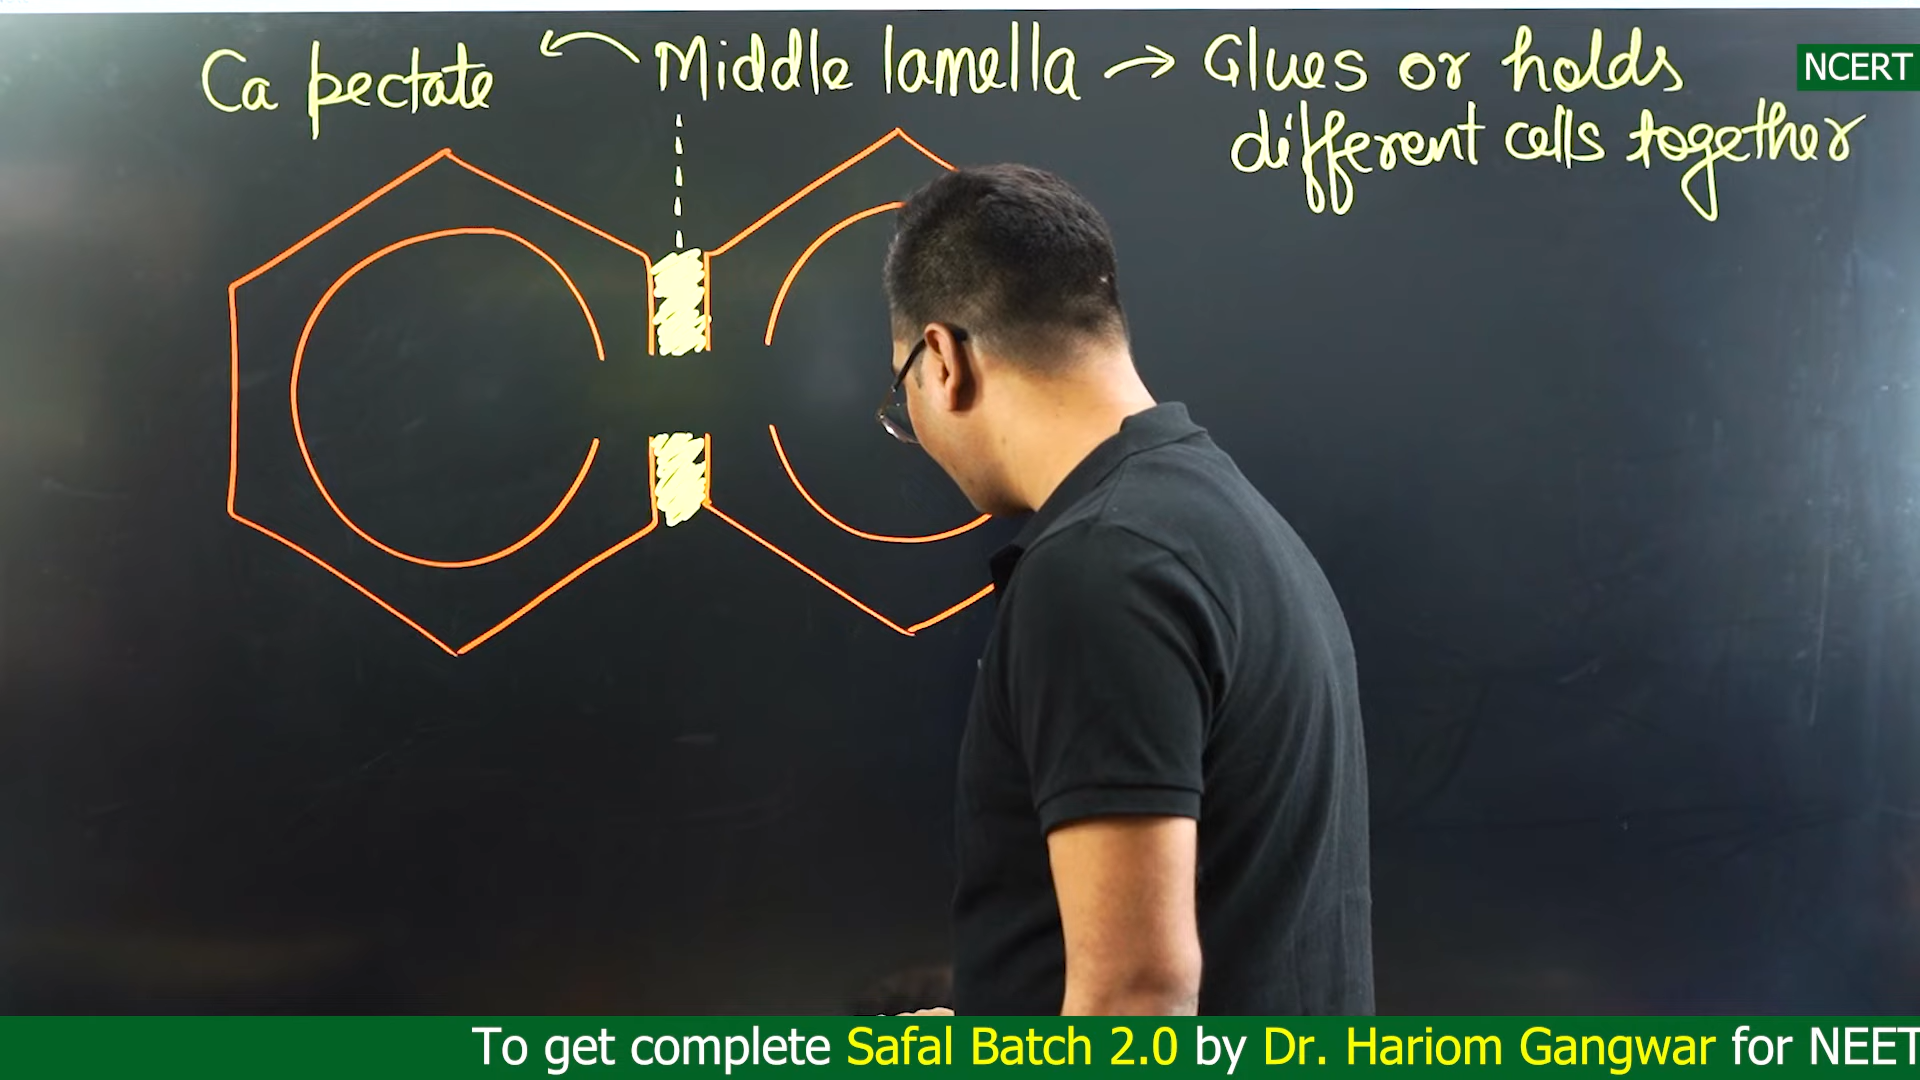 Ca pectate ← Middle lamella → Glues or holds
different cells together
NCERT
To get complete Safal Batch 2.0 by Dr. Hariom Gangwar for NEET